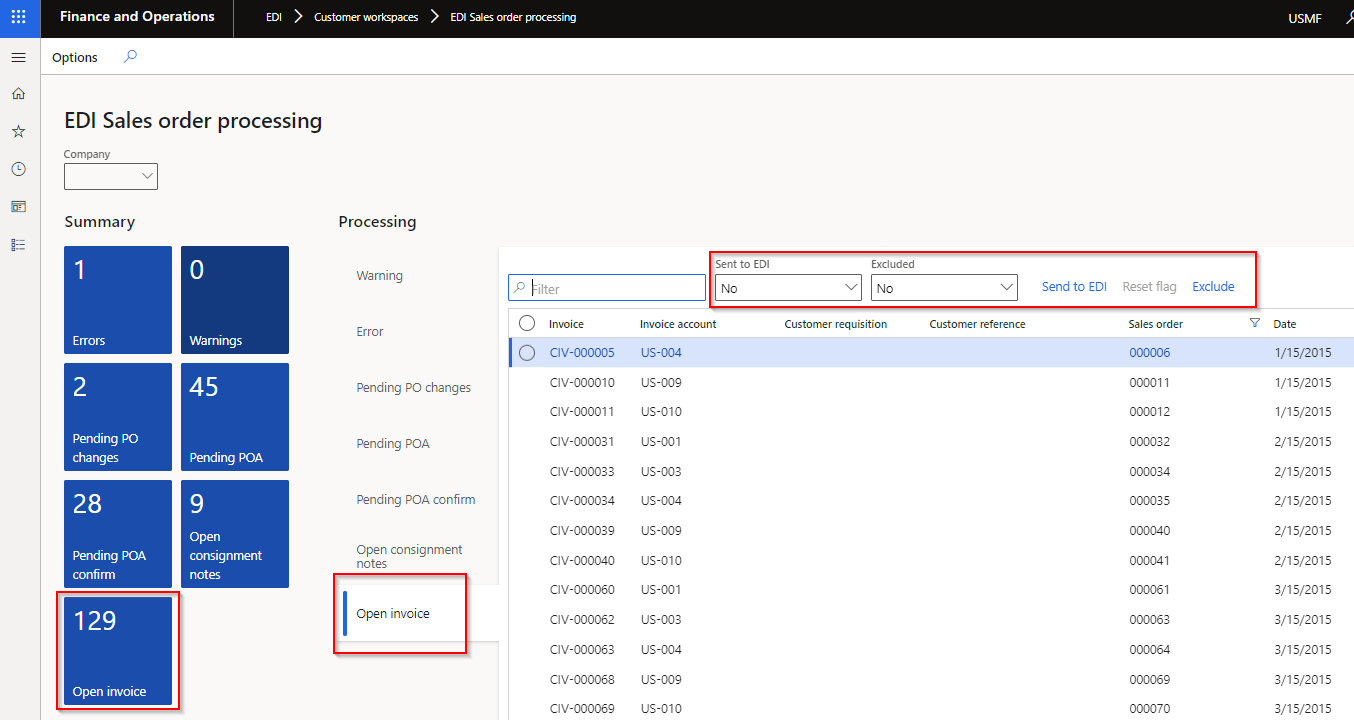 Finance and Operations
EDI
Customer workspaces
EDI Sales order processing
USMF
Options
EDI Sales order processing
Company
Summary
1
Errors
0
Warnings
2
Pending PO
changes
45
Pending POA
28
Pending POA
confirm
9
Open
consignment
notes
129
Open invoice
Processing
Warning
Error
Pending PO changes
Pending POA
Pending POA confirm
Open consignment
notes
Open invoice
Filter
Sent to EDI
No
Excluded
No
Send to EDI
Reset flag
Exclude
Invoice Invoice account Customer requisition Customer reference Sales order Date
CIV-000005 US-004 000006 1/15/2015
CIV-000010 US-009 000011 1/15/2015
CIV-000011 US-010 000012 1/15/2015
CIV-000031 US-001 000032 2/15/2015
CIV-000033 US-003 000034 2/15/2015
CIV-000034 US-004 000035 2/15/2015
CIV-000039 US-009 000040 2/15/2015
CIV-000040 US-010 000041 2/15/2015
CIV-000060 US-001 000061 3/15/2015
CIV-000062 US-003 000063 3/15/2015
CIV-000063 US-004 000064 3/15/2015
CIV-000068 US-009 000069 3/15/2015
CIV-000069 US-010 000070 3/15/2015